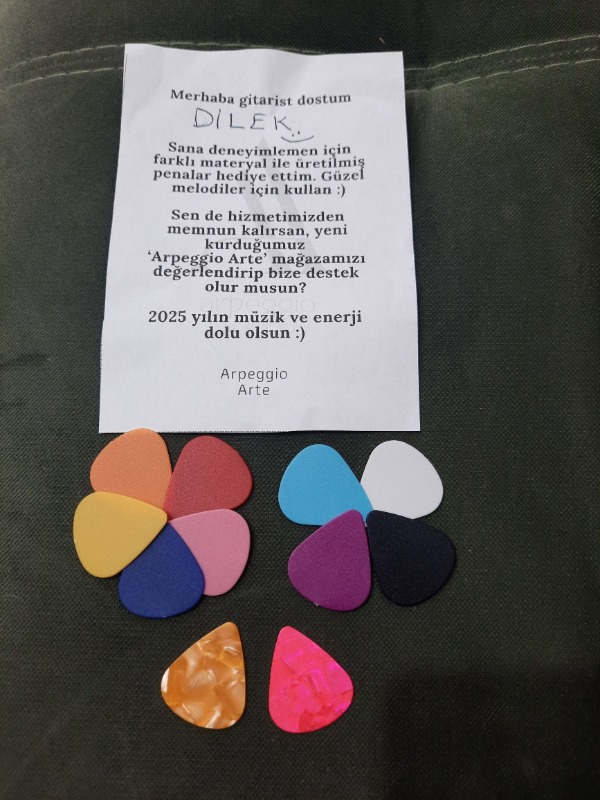 Merhaba gitarist dostum
DİLEK
Sana deneyimlemen için
farklı materyal ile üretilmiş
penalar hediye ettim. Güzel
melodiler için kullan :)
Sen de hizmetimizden
memnun kalırsan, yeni
kurduğumuz
‘Arpeggio Arte’ mağazamızı
değerlendirip bize destek
olur musun?
arpeggio
2025 yılın müzik ve enerji
dolu olsun :)
Arpeggio
Arte